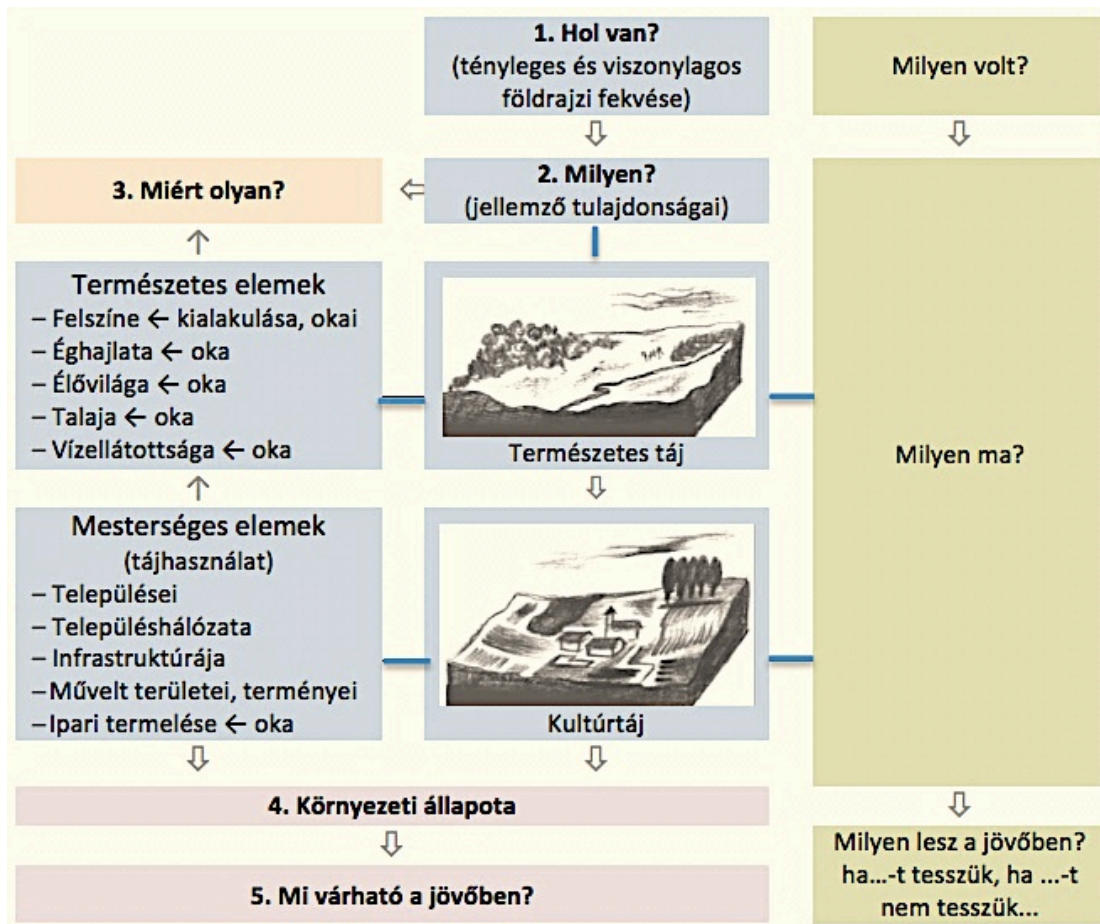 1. Hol van?
(tényleges és viszonylagos
földrajzi fekvése)
Milyen volt?
3. Miért olyan?
2. Milyen?
(jellemző tulajdonságai)
Természetes elemek
– Felszíne ← kialakulása, okai
– Éghajlata ← oka
– Élővilága ← oka
– Talaja ← oka
– Vízellátottsága ← oka
Természetes táj
Milyen ma?
Mesterséges elemek
(tájhasználat)
– Települései
– Településhálózata
– Infrastruktúrája
– Művelt területei, terményei
– Ipari termelése ← oka
Kultúrtáj
4. Környezeti állapota
5. Mi várható a jövőben?
Milyen lesz a jövőben?
ha...-t tesszük, ha ...-t
nem tesszük...